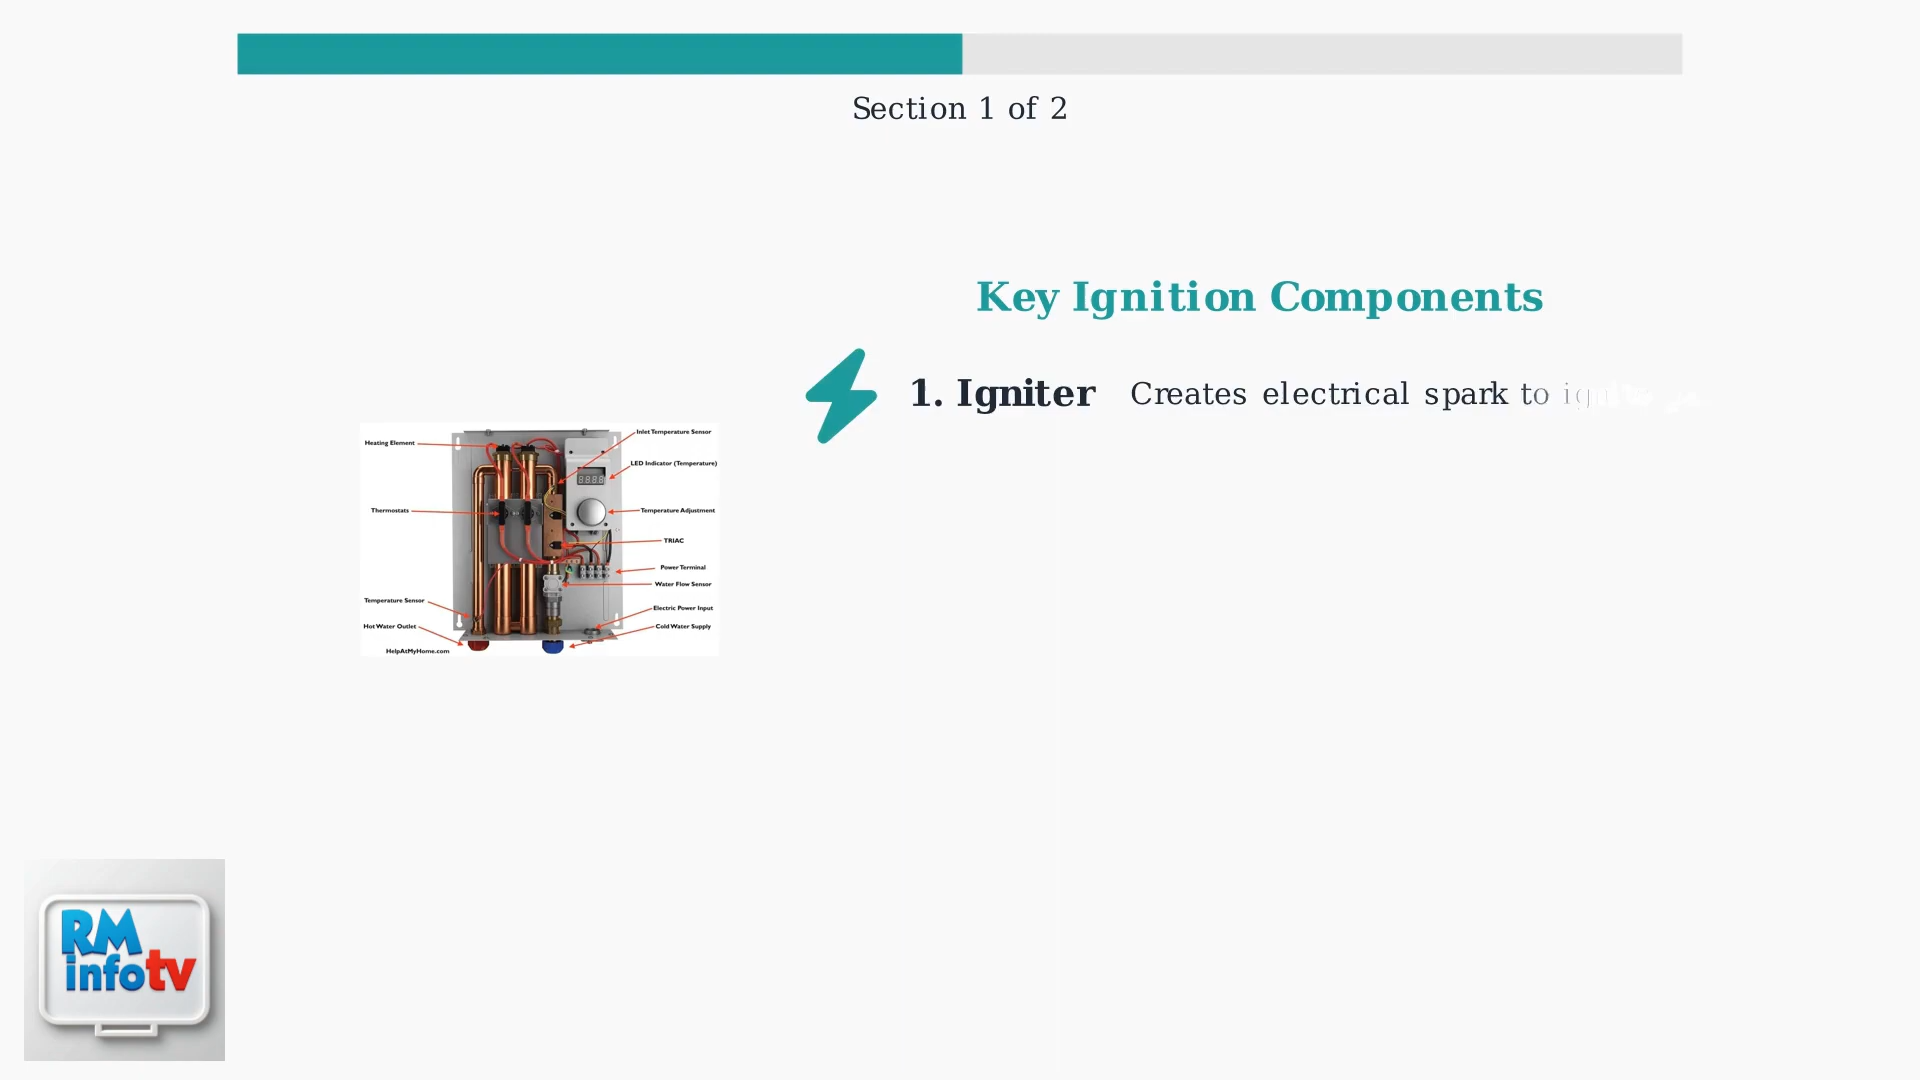 Section 1 of 2
Key Ignition Components
1. Igniter Creates electrical spark to
Heating Element
Inlet Temperature Sensor
LED Indicator (Temperature)
Thermostats
Temperature Adjustment
TRIAC
Power Terminal
Water Flow Sensor
Temperature Sensor
Electric Power Input
Hot Water Outlet
Cold Water Supply
HelpAtMyHome.com
RM
infotv